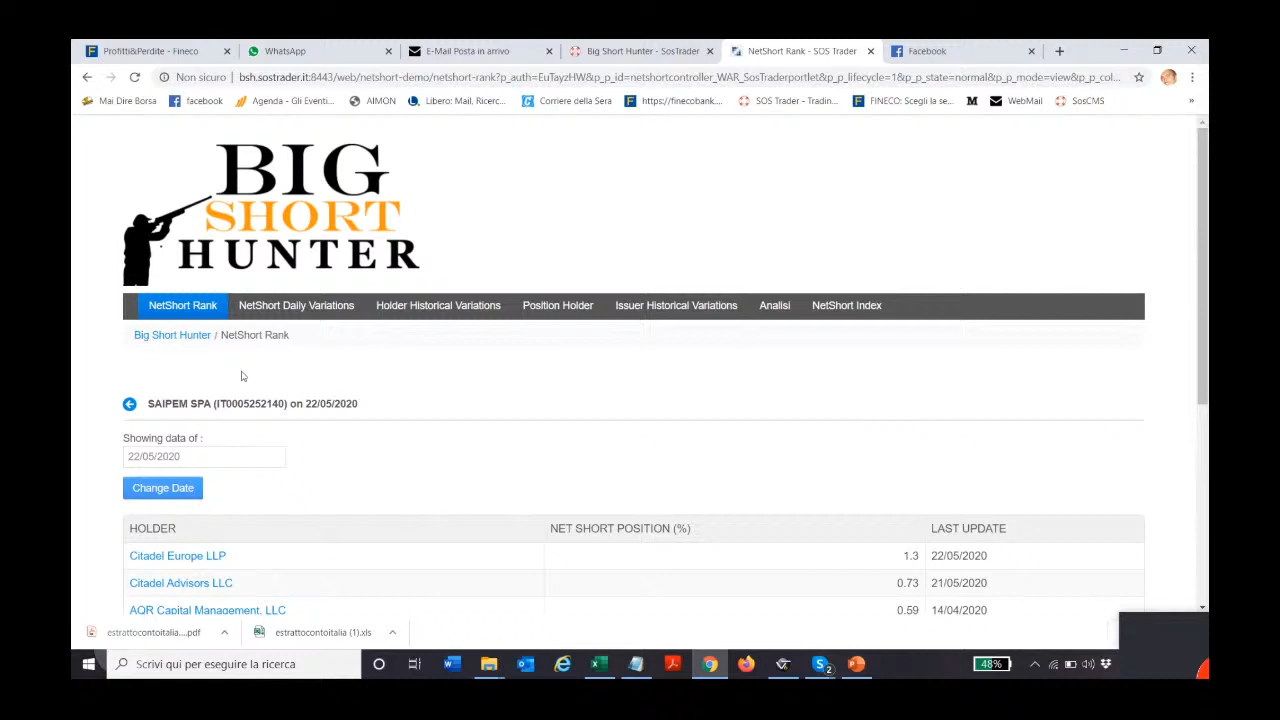 Profitti&Perdite - Fineco
WhatsApp
E-Mail Posta in arrivo
Big Short Hunter - SosTrader
NetShort Rank - SOS Trader
Facebook
Non sicuro
bsh.sostrader.it:8443/web/netshort-demo/netshort-rank?p_auth=EuTayzHW&p_p_id=netshortcontroller_WAR_SosTraderportlet&p_p_lifecycle=1&p_p_state=normal&p_p_mode=view&p_p_col...
Mai Dire Borsa
facebook
Agenda - Gli Eventi...
AIMON
Libero: Mail, Ricerc...
Corriere della Sera
https://finecobank....
SOS Trader - Tradin...
FINECO: Scegli la se...
M
WebMail
SosCMS
»
BIG
SHORT
HUNTER
NetShort Rank
NetShort Daily Variations
Holder Historical Variations
Position Holder
Issuer Historical Variations
Analisi
NetShort Index
Big Short Hunter / NetShort Rank
SAIPEM SPA (IT0005252140) on 22/05/2020
Showing data of :
22/05/2020
Change Date
HOLDER NET SHORT POSITION (%) LAST UPDATE
Citadel Europe LLP 1.3 22/05/2020
Citadel Advisors LLC 0.73 21/05/2020
AQR Capital Management, LLC 0.59 14/04/2020
estrattocontoitalia....pdf
estrattocontoitalia (1).xls
Scrivi qui per eseguire la ricerca
48%
2